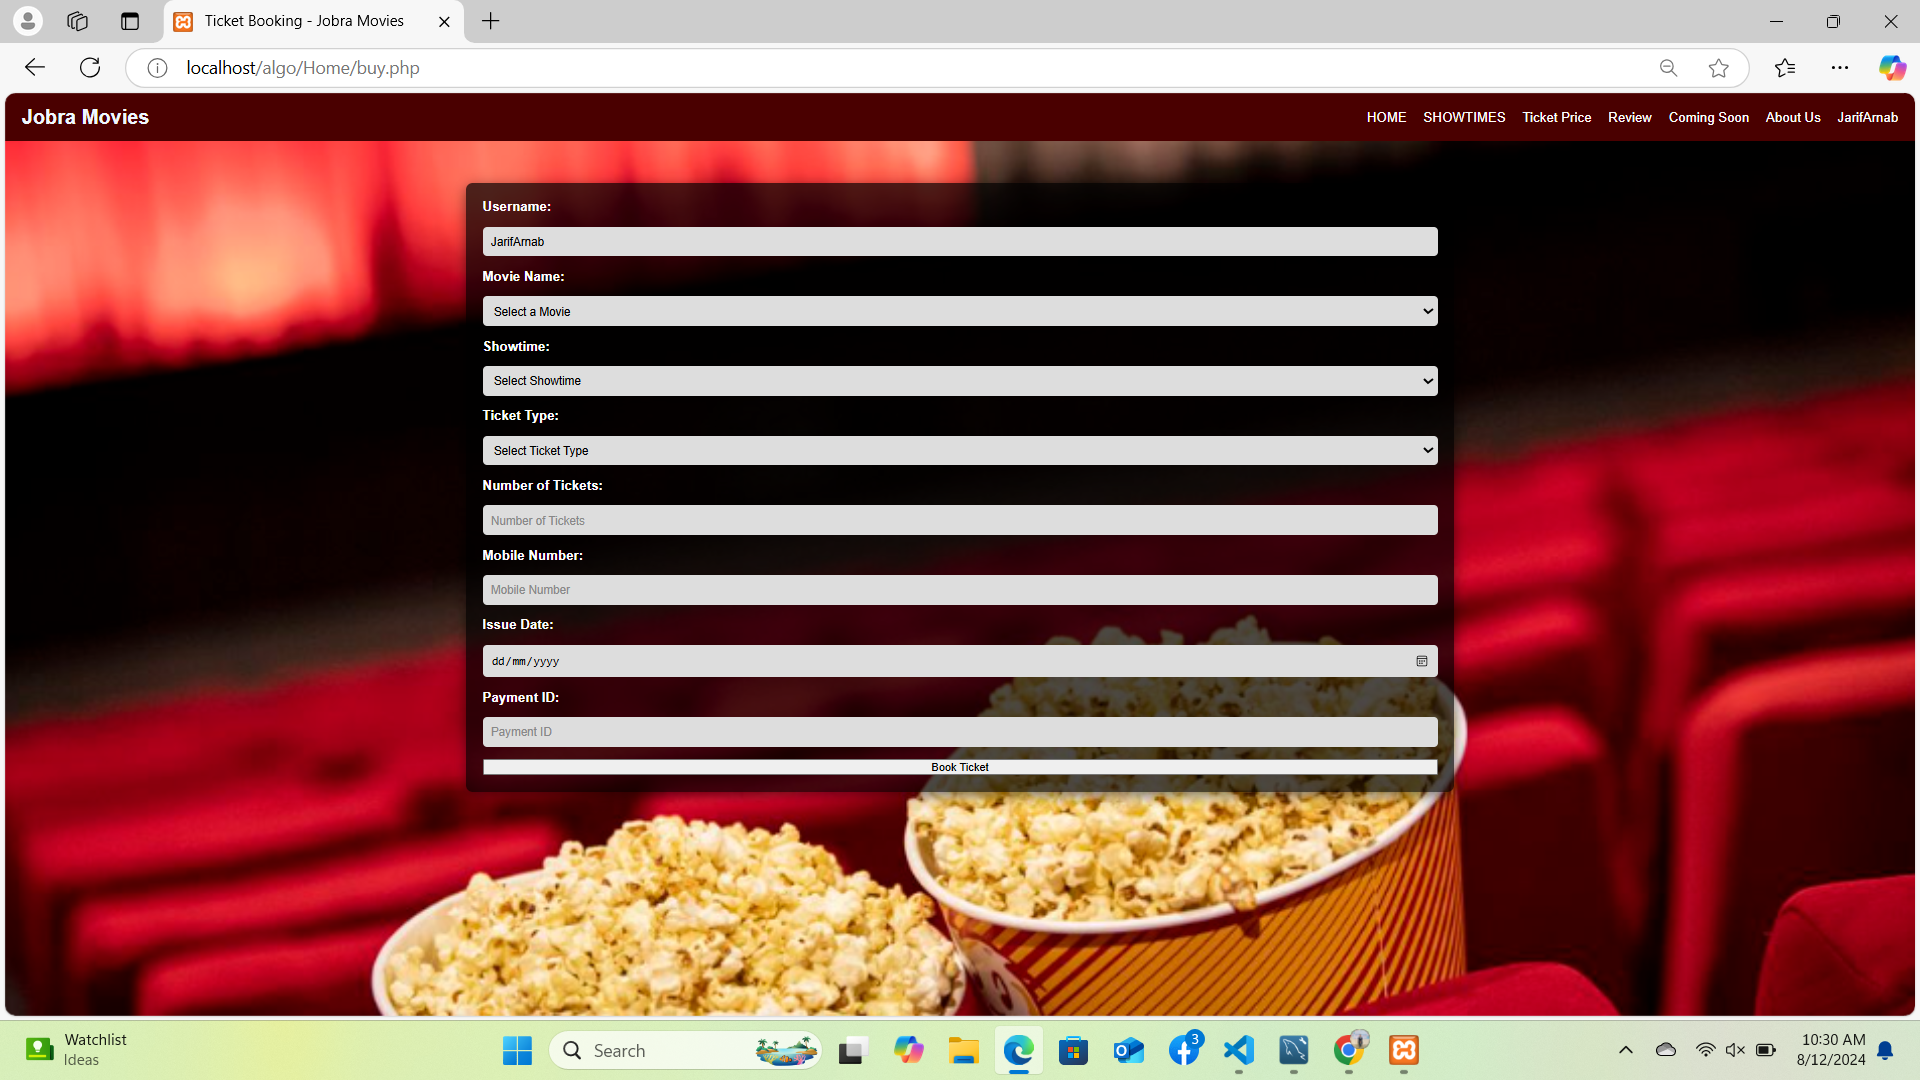 Ticket Booking - Jobra Movies
localhost/algo/Home/buy.php
Jobra Movies
HOME SHOWTIMES Ticket Price Review Coming Soon About Us JarifArnab
Username:
JarifArnab
Movie Name:
Select a Movie
Showtime:
Select Showtime
Ticket Type:
Select Ticket Type
Number of Tickets:
Number of Tickets
Mobile Number:
Mobile Number
Issue Date:
dd/mm/yyyy
Payment ID:
Payment ID
Book Ticket
Watchlist
Ideas
Search
3
10:30 AM
8/12/2024